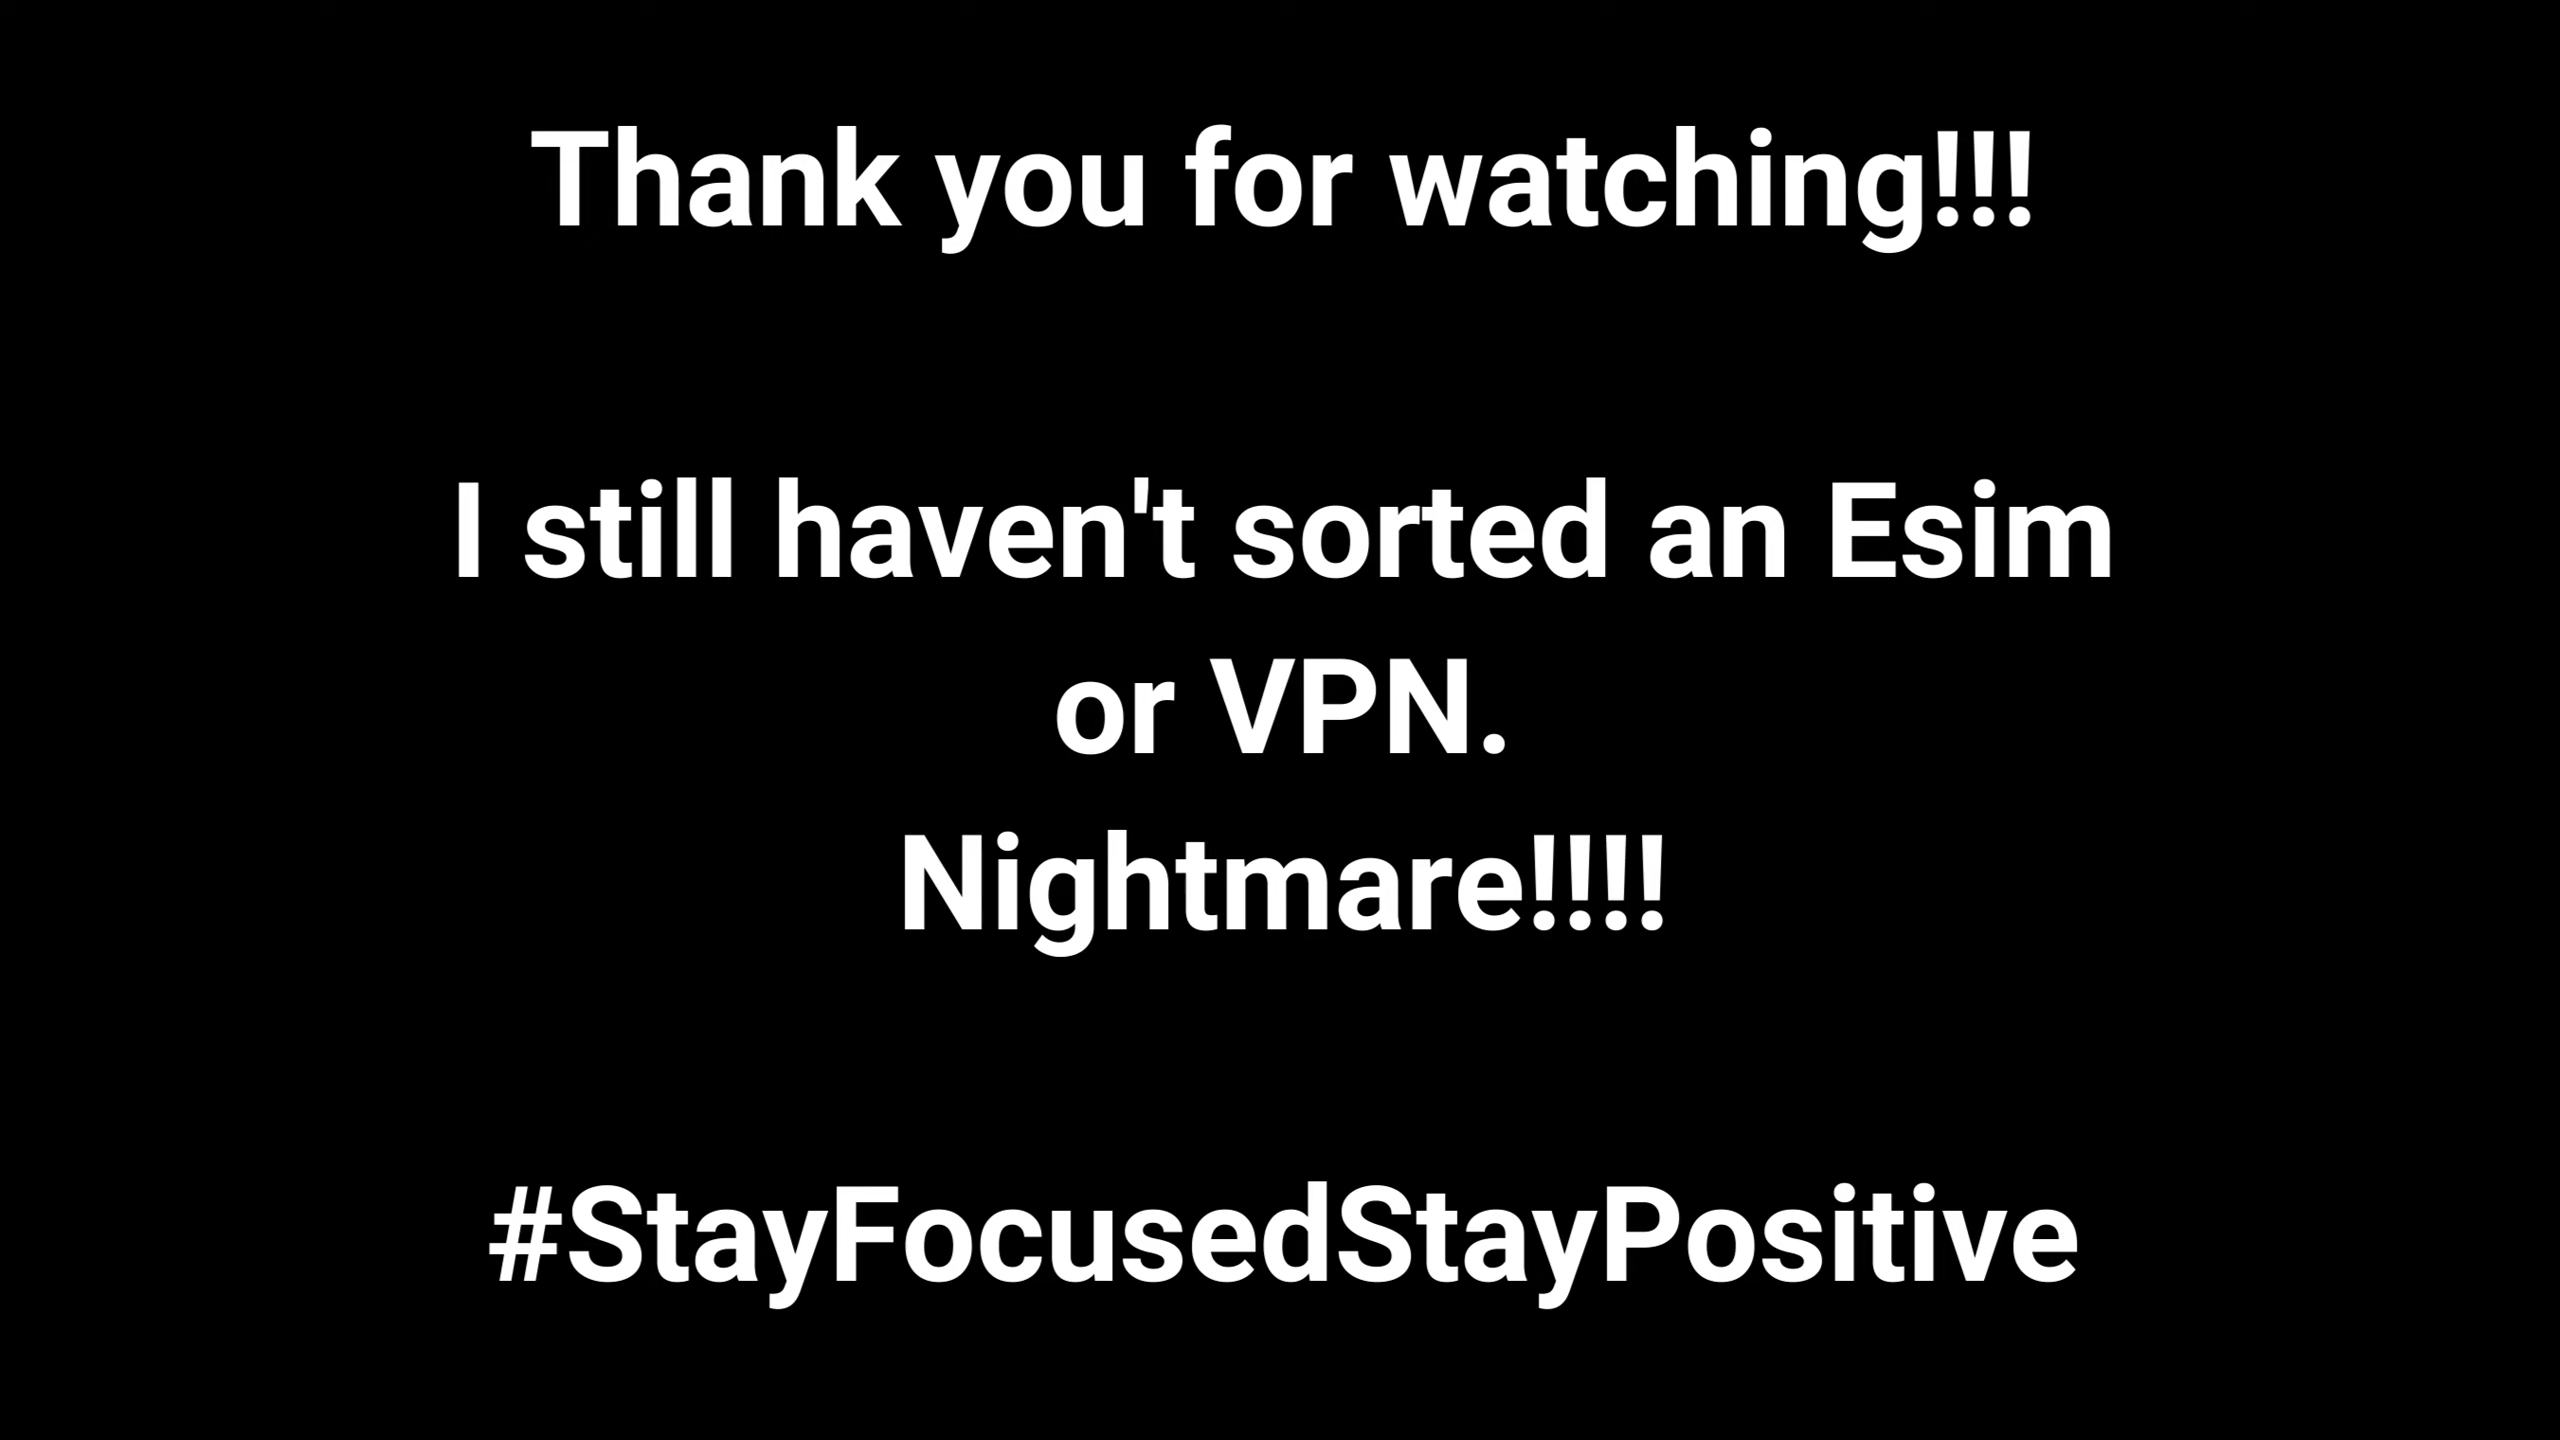 Thank you for watching!!!
I still haven't sorted an Esim
or VPN.
Nightmare!!!!
#StayFocusedStayPositive